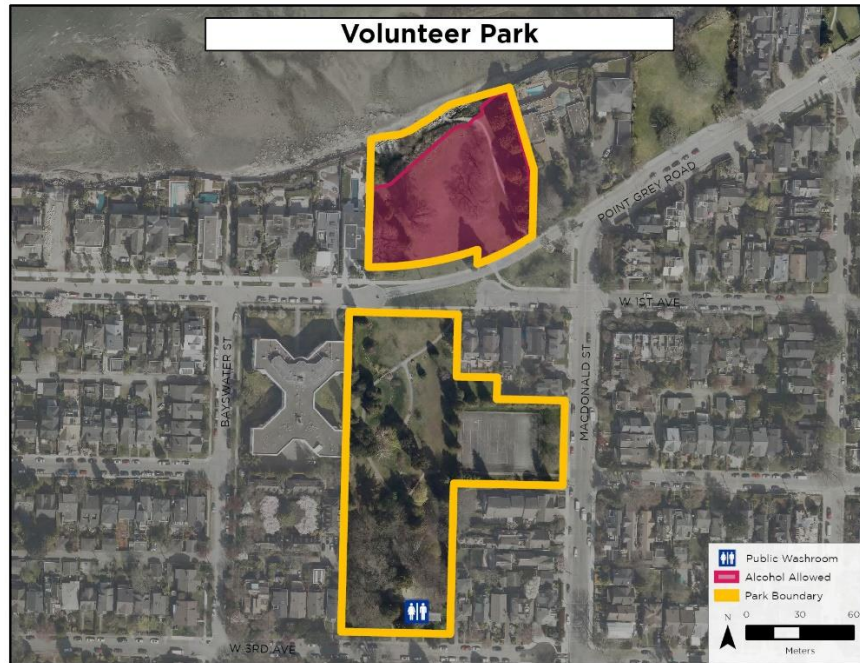 Volunteer Park
POINT GREY ROAD
W 1ST AVE
BAYSWATER ST
MACDONALD ST
W 3RD AVE
Public Washroom
Alcohol Allowed
Park Boundary
N
0 30 60
Meters